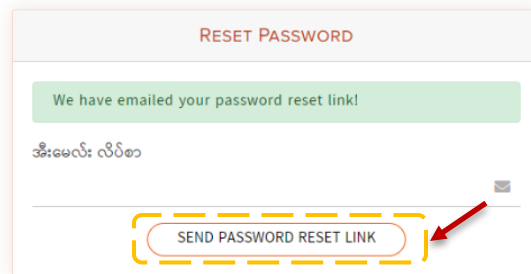 RESET PASSWORD
We have emailed your password reset link!
အီးမေလ်း လိပ်စာ
SEND PASSWORD RESET LINK